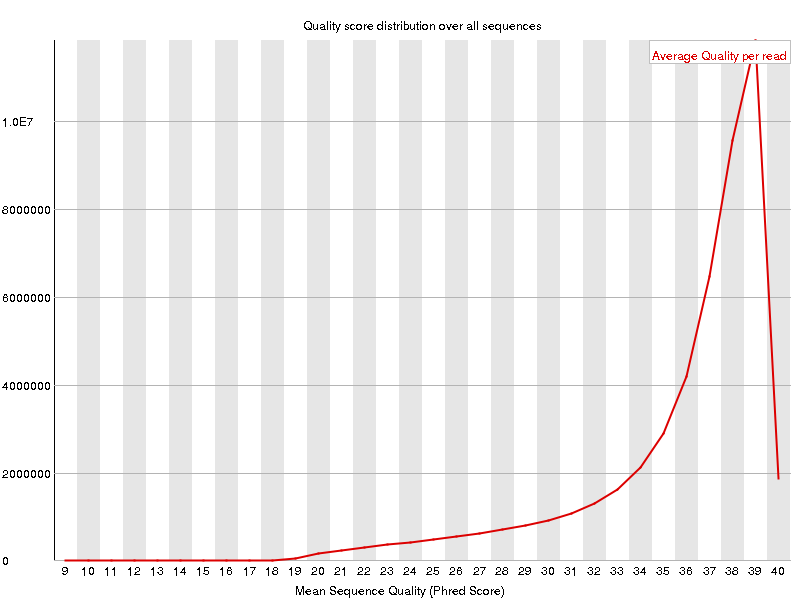 Quality score distribution over all sequences
Average Quality per read
1.0E7
8000000
6000000
4000000
2000000
0
9 10 11 12 13 14 15 16 17 18 19 20 21 22 23 24 25 26 27 28 29 30 31 32 33 34 35 36 37 38 39 40
Mean Sequence Quality (Phred Score)